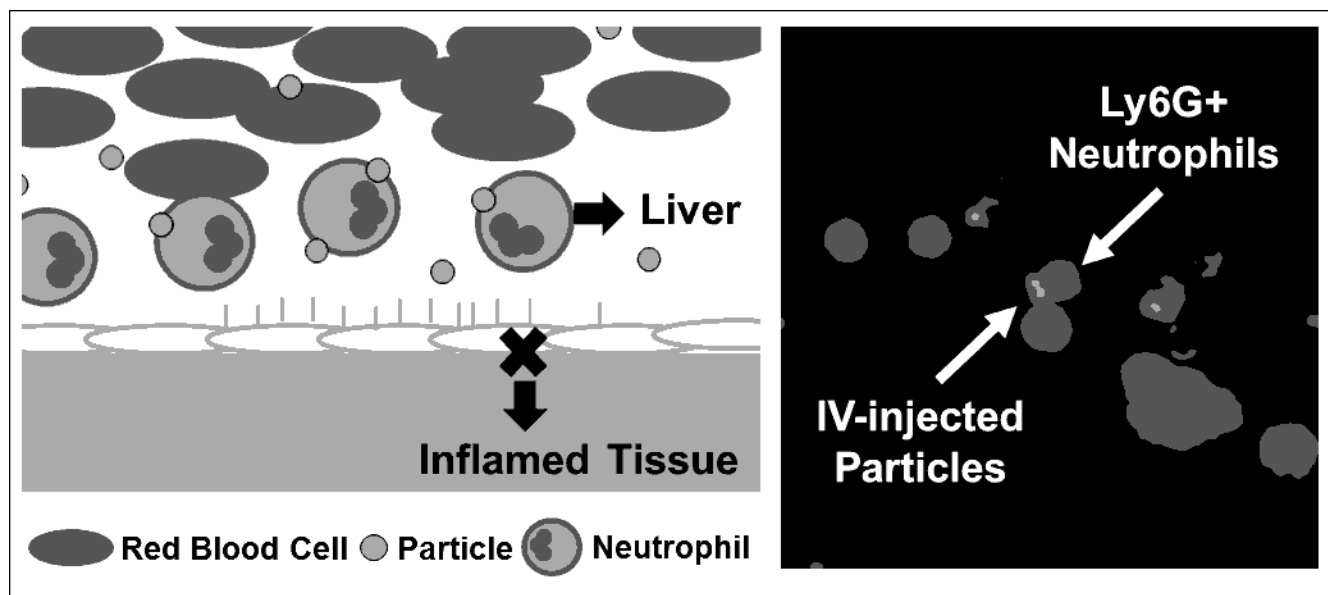 Liver
Inflamed Tissue
Red Blood Cell
Particle
Neutrophil
Ly6G+
Neutrophils
IV-injected
Particles